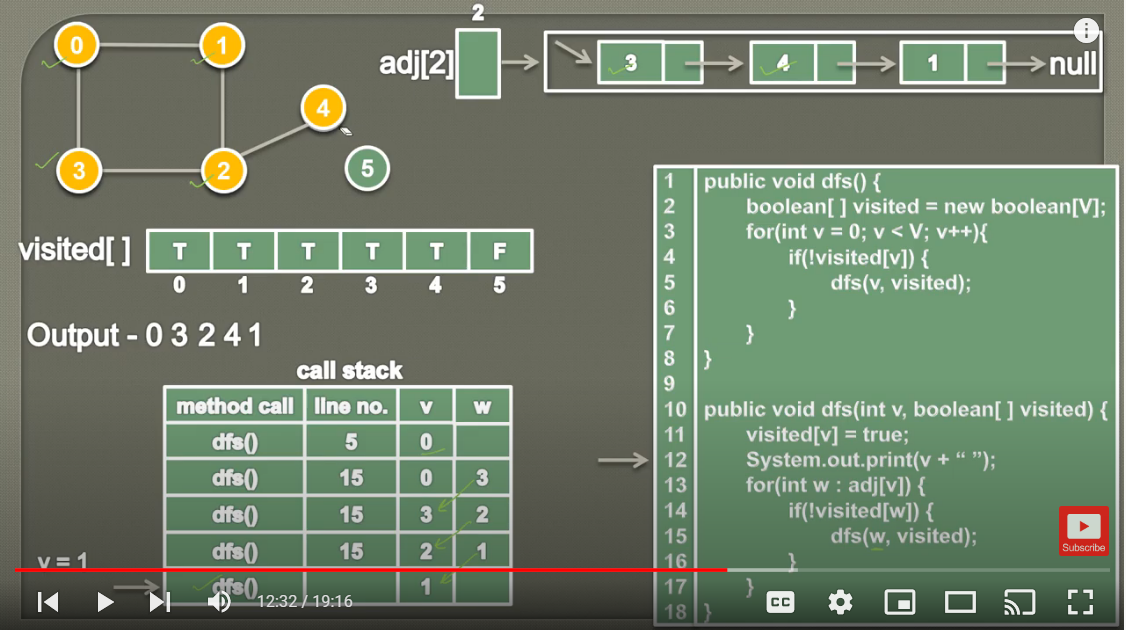 2
0 1
adj[2] 3 4 1 null
4
3 2 5
visited[ ] T T T T T F
0 1 2 3 4 5
Output - 0 3 2 4 1
call stack
method call line no. v w
dfs() 5 0
dfs() 15 0 3
dfs() 15 3 2
dfs() 15 2 1
v = 1
dfs() 1
1 public void dfs() {
2 boolean[ ] visited = new boolean[V];
3 for(int v = 0; v < V; v++){
4 if(!visited[v]) {
5 dfs(v, visited);
6 }
7 }
8 }
9
10 public void dfs(int v, boolean[ ] visited) {
11 visited[v] = true;
12 System.out.print(v + “ ”);
13 for(int w : adj[v]) {
14 if(!visited[w]) {
15 dfs(w, visited);
16 }
17 }
18 }
Subscribe
12:32 / 19:16
CC